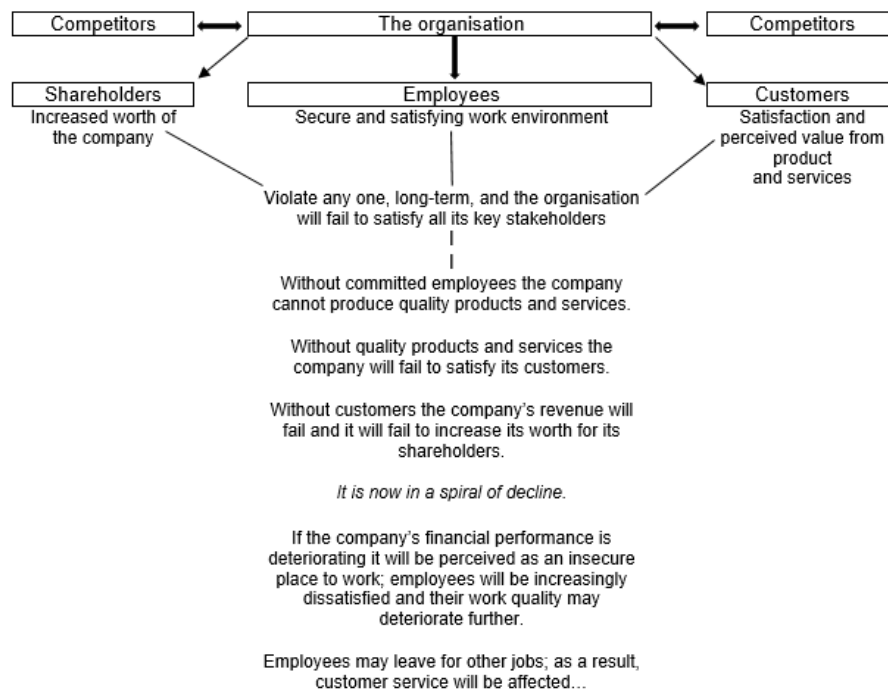 Competitors
The organisation
Competitors
Shareholders
Employees
Customers
Increased worth of
the company
Secure and satisfying work environment
Satisfaction and
perceived value from
product
and services
Violate any one, long-term, and the organisation
will fail to satisfy all its key stakeholders
Without committed employees the company
cannot produce quality products and services.
Without quality products and services the
company will fail to satisfy its customers.
Without customers the company’s revenue will
fail and it will fail to increase its worth for its
shareholders.
It is now in a spiral of decline.
If the company’s financial performance is
deteriorating it will be perceived as an insecure
place to work; employees will be increasingly
dissatisfied and their work quality may
deteriorate further.
Employees may leave for other jobs; as a result,
customer service will be affected…